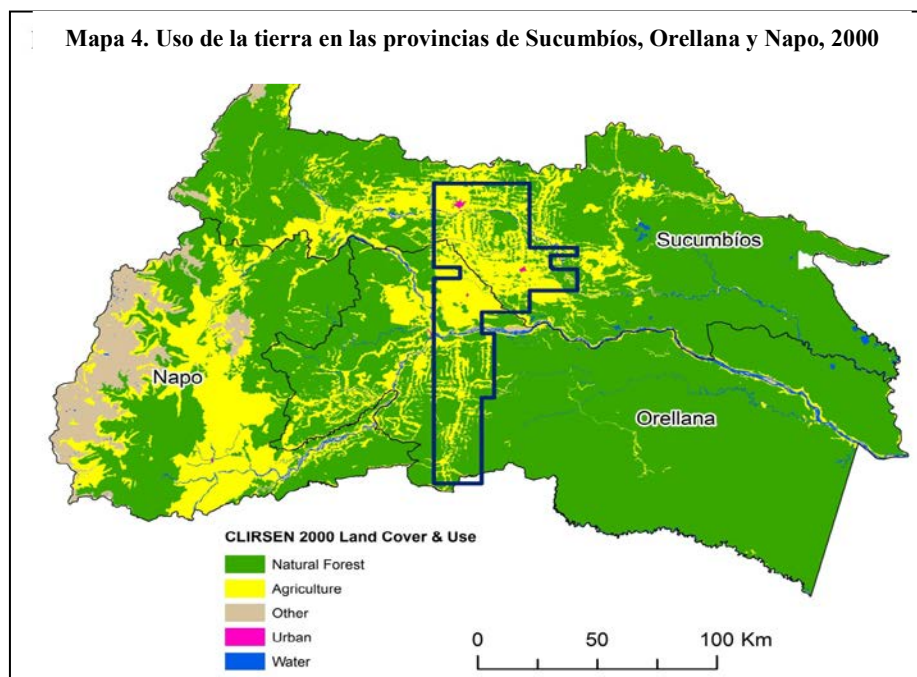 Mapa 4. Uso de la tierra en las provincias de Sucumbíos, Orellana y Napo, 2000
Sucumbíos
Napo
Orellana
CLIRSEN 2000 Land Cover & Use
Natural Forest
Agriculture
Other
Urban
Water
0 50 100 Km